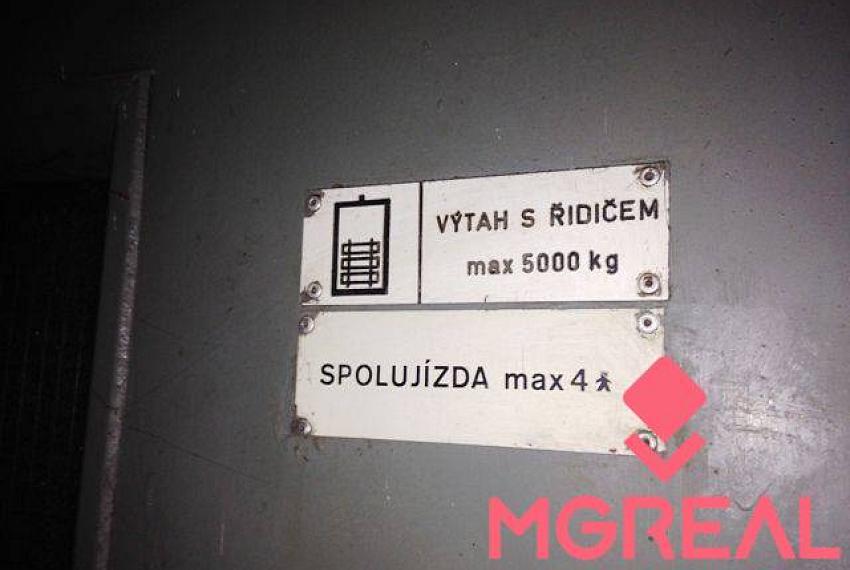 VÝTAH S ŘIDIČEM
max 5000 kg
SPOLUJÍZDA max 4
MGREAL